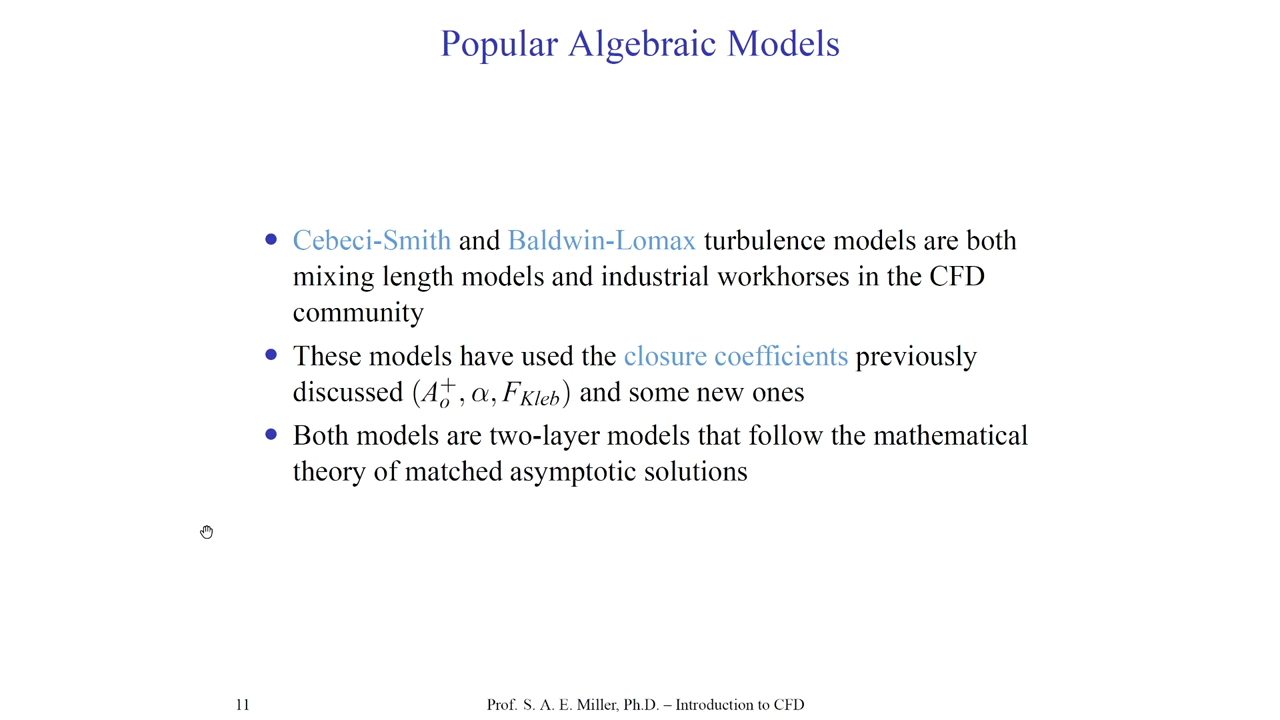 Popular Algebraic Models
• Cebeci-Smith and Baldwin-Lomax turbulence models are both
mixing length models and industrial workhorses in the CFD
community
• These models have used the closure coefficients previously
discussed (A_o^+, α, F_{Kleb}) and some new ones
• Both models are two-layer models that follow the mathematical
theory of matched asymptotic solutions
11
Prof. S. A. E. Miller, Ph.D. – Introduction to CFD